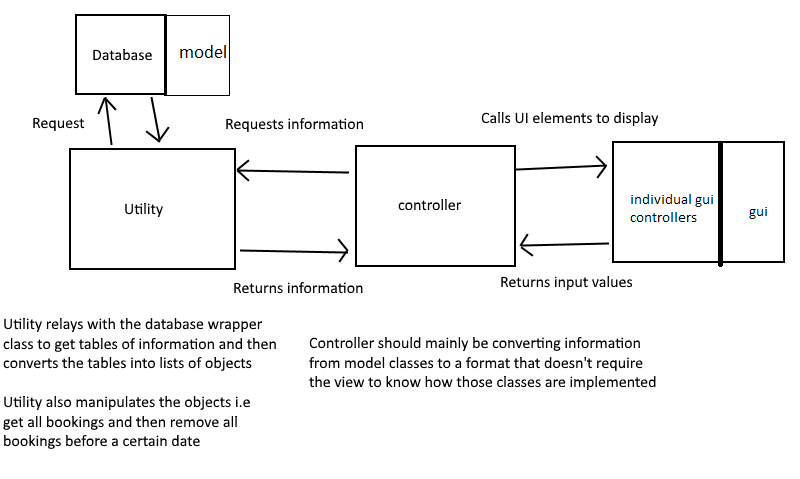 Database
model
Request
Requests information
Calls UI elements to display
Utility
controller
individual gui
controllers
gui
Returns information
Returns input values
Utility relays with the database wrapper
class to get tables of information and then
converts the tables into lists of objects
Utility also manipulates the objects i.e
get all bookings and then remove all
bookings before a certain date
Controller should mainly be converting information
from model classes to a format that doesn't require
the view to know how those classes are implemented